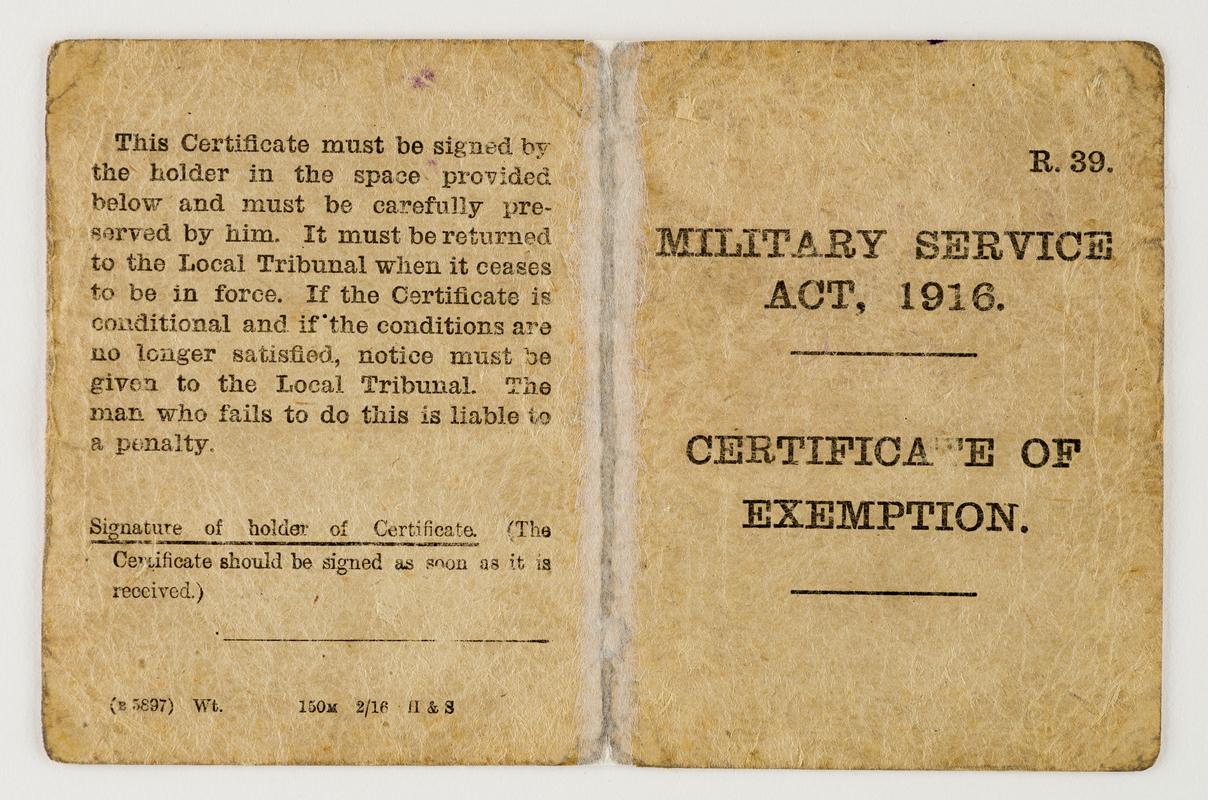 This Certificate must be signed by
the holder in the space provided
below and must be carefully pre-
served by him. It must be returned
to the Local Tribunal when it ceases
to be in force. If the Certificate is
conditional and if the conditions are
no longer satisfied, notice must be
given to the Local Tribunal. The
man who fails to do this is liable to
a penalty.
Signature of holder of Certificate. (The
Certificate should be signed as soon as it is
received.)
(B 5897) Wt. 150M 2/16 H & S
R. 39.
MILITARY SERVICE
ACT, 1916.
CERTIFICATE OF
EXEMPTION.